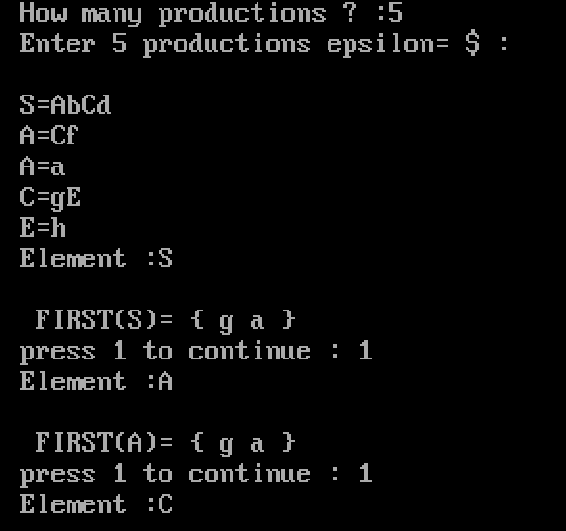 How many productions ? :5
Enter 5 productions epsilon= $ :
S=AbCd
A=Cf
A=a
C=gE
E=h
Element :S
FIRST(S)= { g a }
press 1 to continue : 1
Element :A
FIRST(A)= { g a }
press 1 to continue : 1
Element :C